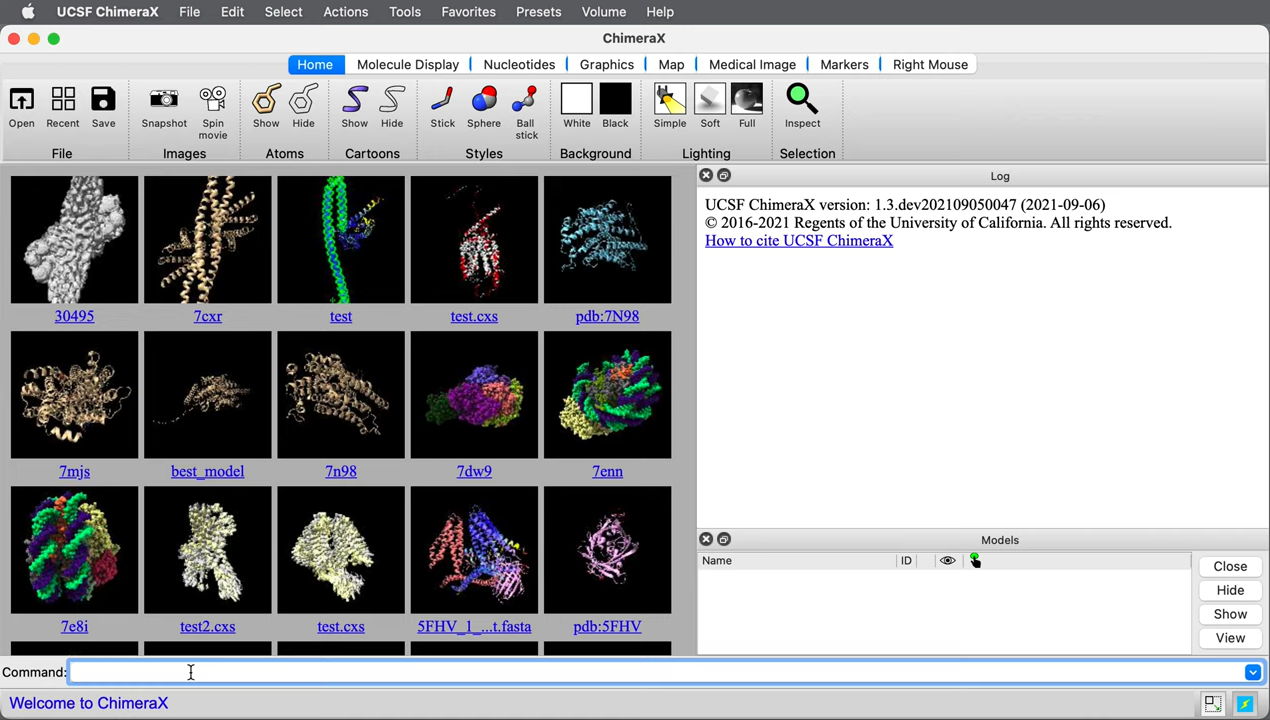 UCSF ChimeraX File Edit Select Actions Tools Favorites Presets Volume Help
ChimeraX
Home Molecule Display Nucleotides Graphics Map Medical Image Markers Right Mouse
Open Recent Save Snapshot Spin movie Show Hide Show Hide Stick Sphere Ball stick White Black Simple Soft Full Inspect
File Images Atoms Cartoons Styles Background Lighting Selection
Log
UCSF ChimeraX version: 1.3.dev202109050047 (2021-09-06)
© 2016-2021 Regents of the University of California. All rights reserved.
How to cite UCSF ChimeraX
30495 7cxr test test.cxs pdb:7N98
7mjs best_model 7n98 7dw9 7enn
7e8i test2.cxs test.cxs 5FHV_1_...t.fasta pdb:5FHV
Models
Name ID
Close
Hide
Show
View
Command:
Welcome to ChimeraX